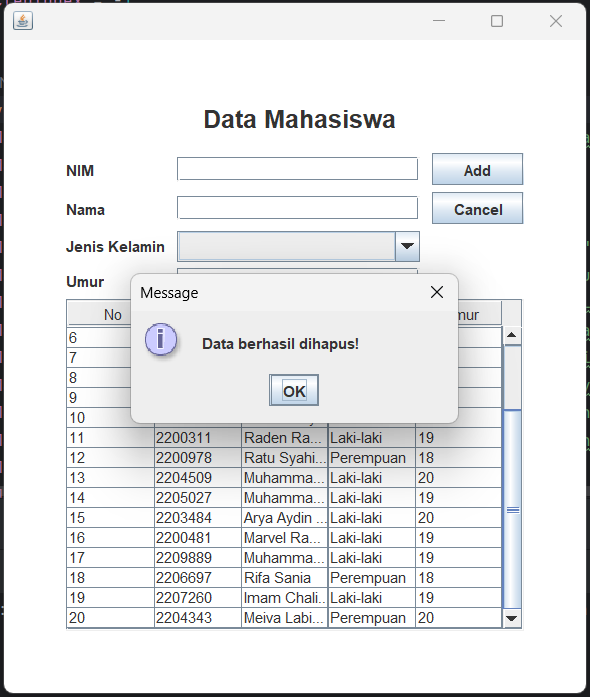 Data Mahasiswa
NIM
Add
Nama
Cancel
Jenis Kelamin
Umur
Message
Data berhasil dihapus!
OK
No
6
7
8
9
10
11 2200311 Raden Ra... Laki-laki 19
12 2200978 Ratu Syahi... Perempuan 18
13 2204509 Muhamma... Laki-laki 20
14 2205027 Muhamma... Laki-laki 19
15 2203484 Arya Aydin ... Laki-laki 20
16 2200481 Marvel Ra... Laki-laki 19
17 2209889 Muhamma... Laki-laki 19
18 2206697 Rifa Sania Perempuan 18
19 2207260 Imam Chali... Laki-laki 19
20 2204343 Meiva Labi... Perempuan 20